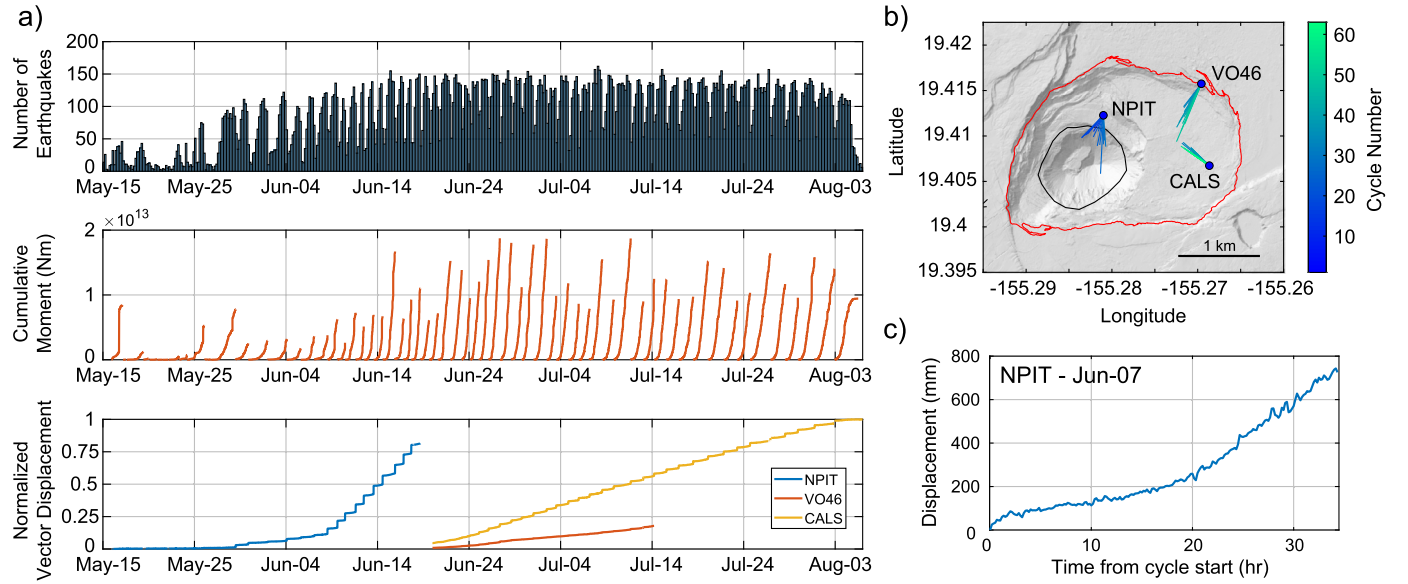 a)
Number of
Earthquakes
200
150
100
50
0
May-15 May-25 Jun-04 Jun-14 Jun-24 Jul-04 Jul-14 Jul-24 Aug-03
×10¹³
Cumulative
Moment (Nm)
2
1
0
May-15 May-25 Jun-04 Jun-14 Jun-24 Jul-04 Jul-14 Jul-24 Aug-03
Normalized
Vector Displacement
1
0.75
0.5
0.25
0
NPIT
VO46
CALS
May-15 May-25 Jun-04 Jun-14 Jun-24 Jul-04 Jul-14 Jul-24 Aug-03
b)
Latitude
19.42
19.415
19.41
19.405
19.4
19.395
VO46
NPIT
CALS
1 km
-155.29 -155.28 -155.27 -155.26
Longitude
60
50
40
30
20
10
Cycle Number
c)
NPIT - Jun-07
Displacement (mm)
800
600
400
200
0
0 10 20 30
Time from cycle start (hr)